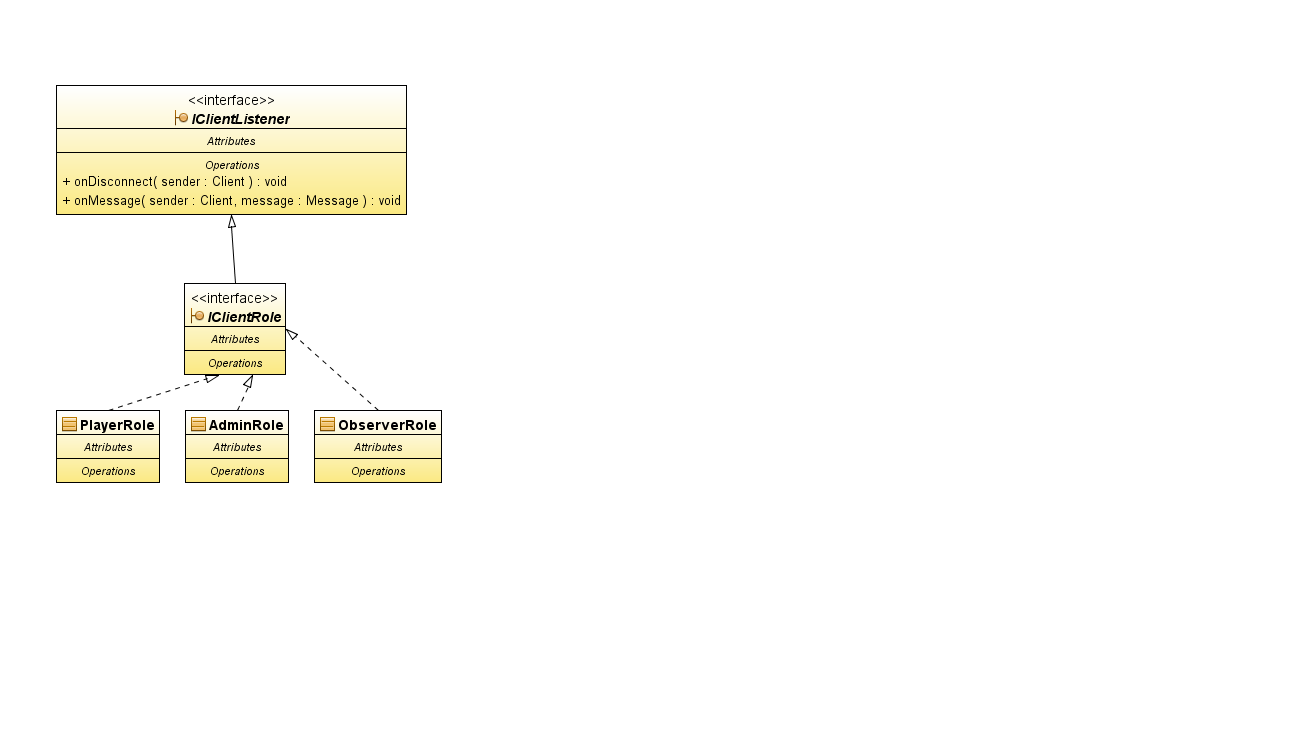 <<interface>>
IClientListener
Attributes
Operations
+ onDisconnect( sender : Client ) : void
+ onMessage( sender : Client, message : Message ) : void
<<interface>>
IClientRole
Attributes
Operations
PlayerRole
Attributes
Operations
AdminRole
Attributes
Operations
ObserverRole
Attributes
Operations